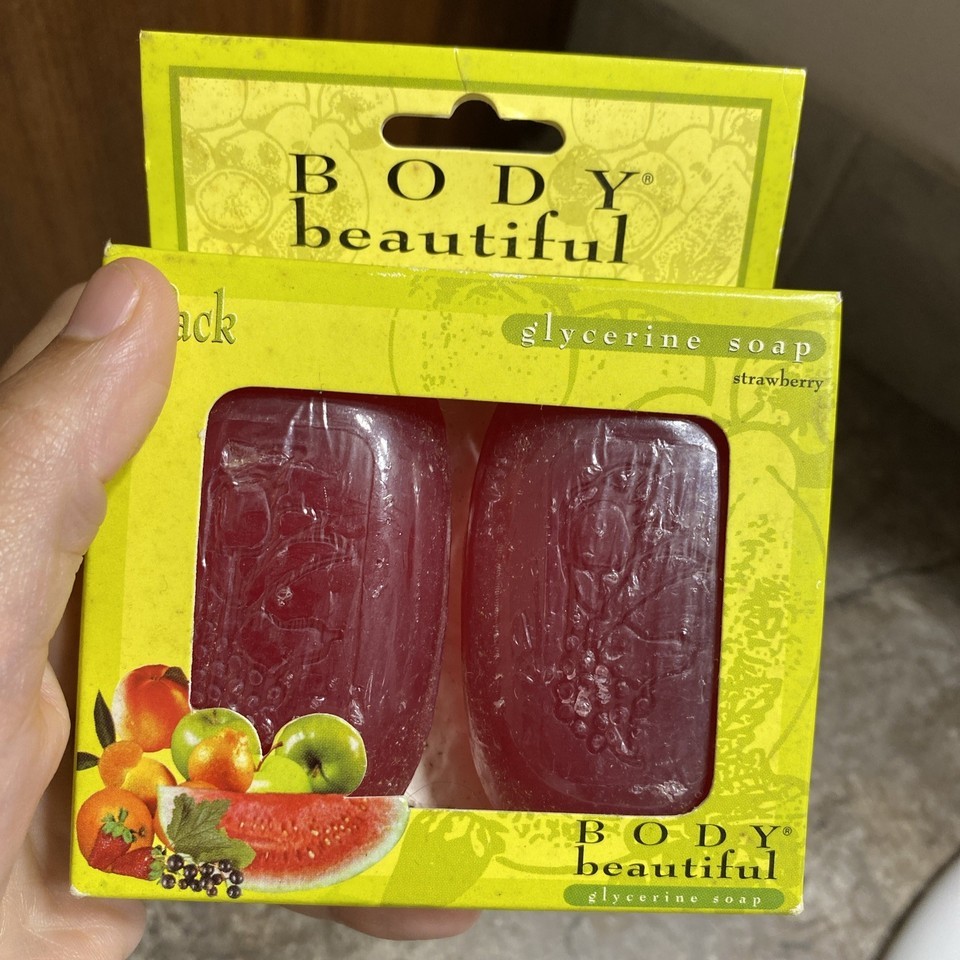 BODY®
beautiful
ack
glycerine soap
strawberry
BODY®
beautiful
glycerine soap